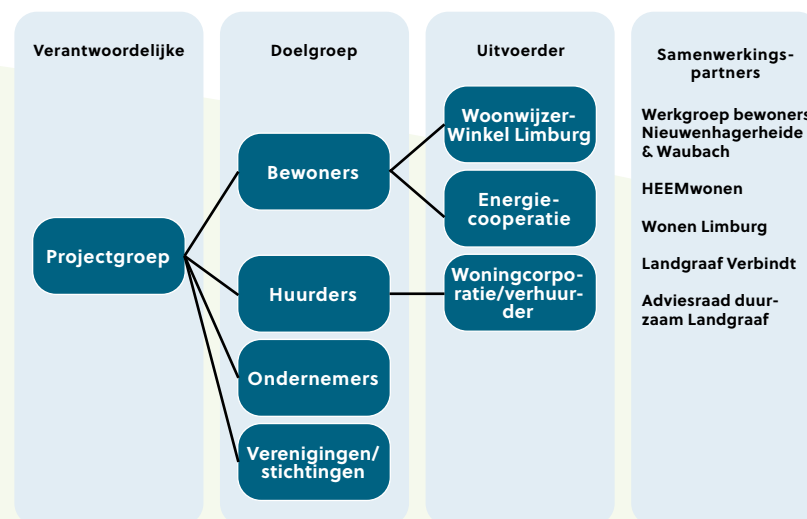 Verantwoordelijke
Projectgroep
Doelgroep
Bewoners
Huurders
Ondernemers
Verenigingen/
stichtingen
Uitvoerder
Woonwijzer-
Winkel Limburg
Energie-
cooperatie
Woningcorpo-
ratie/verhuur-
der
Samenwerkings-
partners
Werkgroep bewoners
Nieuwenhagerheide
& Waubach
HEEMwonen
Wonen Limburg
Landgraaf Verbindt
Adviesraad duur-
zaam Landgraaf